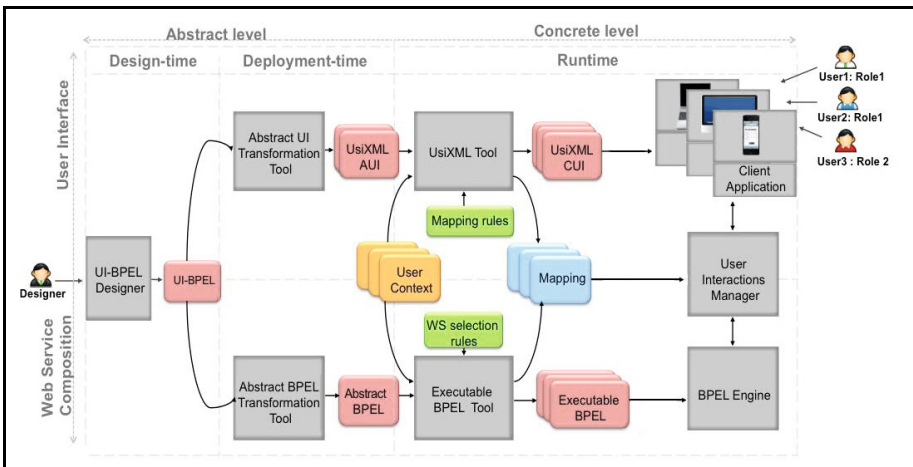 Abstract level
Concrete level
Design-time
Deployment-time
Runtime
User Interface
Web Service
Composition
User1: Role1
User2: Role1
User3 : Role 2
Abstract UI
Transformation
Tool
UsiXML
AUI
UsiXML Tool
UsiXML
CUI
Client
Application
Mapping rules
Designer
UI-BPEL
Designer
UI-BPEL
User
Context
Mapping
User
Interactions
Manager
WS selection
rules
Abstract BPEL
Transformation
Tool
Abstract
BPEL
Executable
BPEL Tool
Executable
BPEL
BPEL Engine